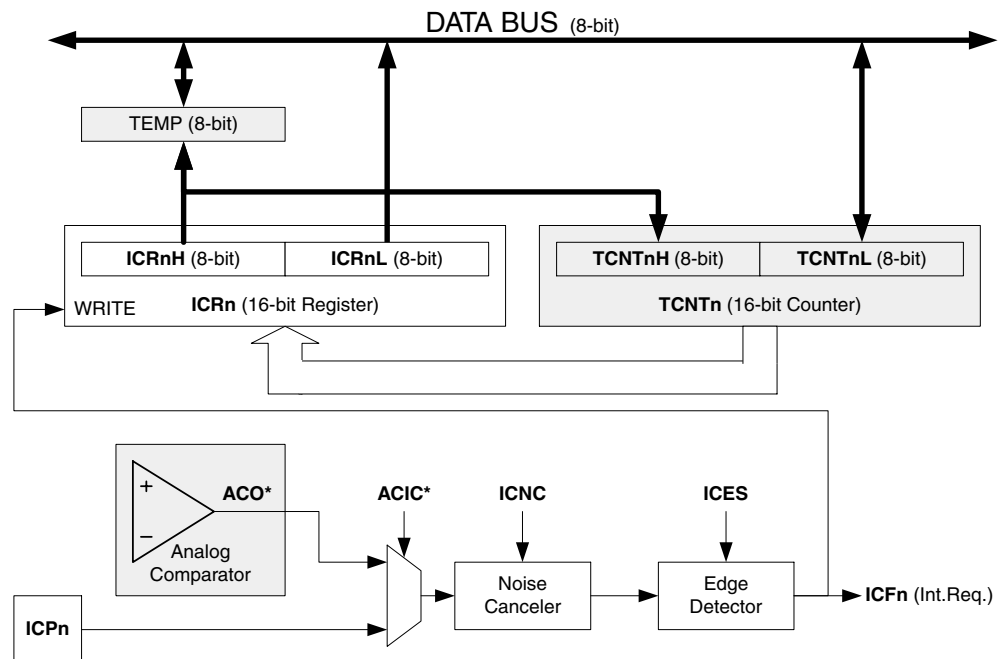 DATA BUS (8-bit)
TEMP (8-bit)
ICRnH (8-bit)
ICRnL (8-bit)
TCNTnH (8-bit)
TCNTnL (8-bit)
WRITE
ICRn (16-bit Register)
TCNTn (16-bit Counter)
+
−
ACO*
Analog
Comparator
ACIC*
ICNC
ICES
Noise
Canceler
Edge
Detector
ICFn (Int.Req.)
ICPn